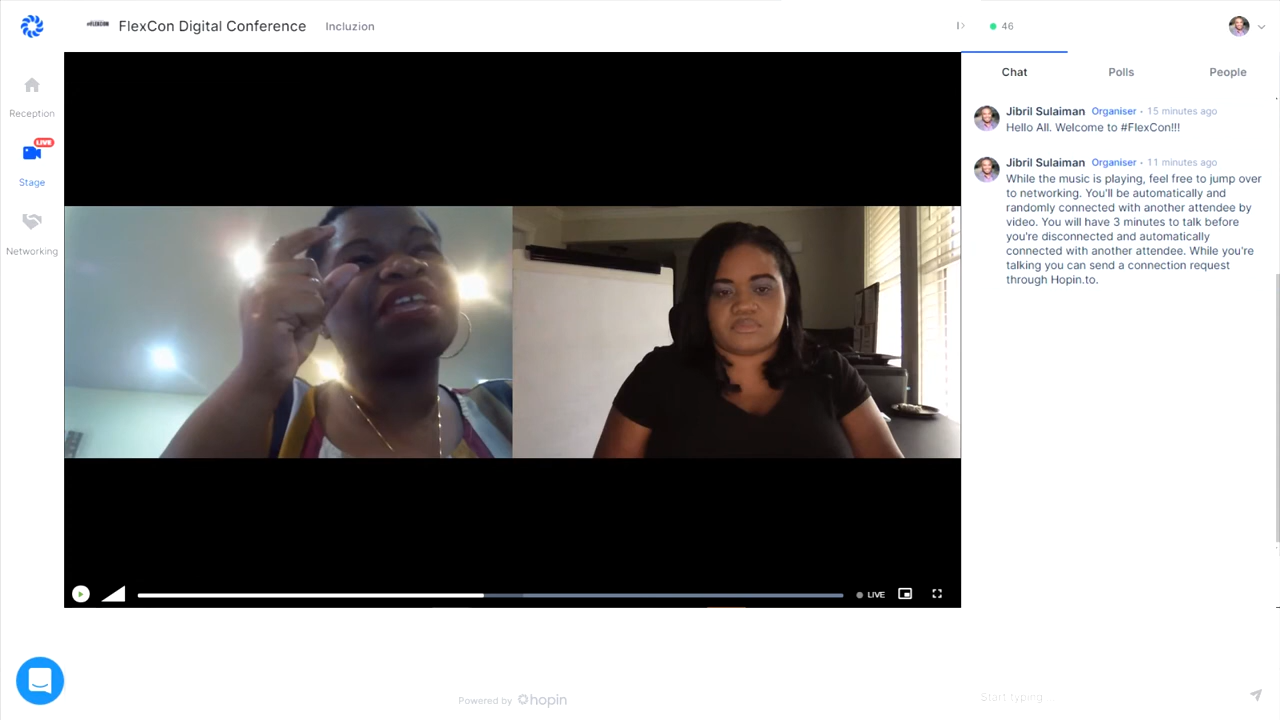 #FLEXCON FlexCon Digital Conference Incluzion
46
Reception
LIVE
Stage
Networking
Chat Polls People
Jibril Sulaiman Organiser • 15 minutes ago
Hello All. Welcome to #FlexCon!!!
Jibril Sulaiman Organiser • 11 minutes ago
While the music is playing, feel free to jump over
to networking. You'll be automatically and
randomly connected with another attendee by
video. You will have 3 minutes to talk before
you're disconnected and automatically
connected with another attendee. While you're
talking you can send a connection request
through Hopin.to.
LIVE
Powered by hopin
Start typing ...